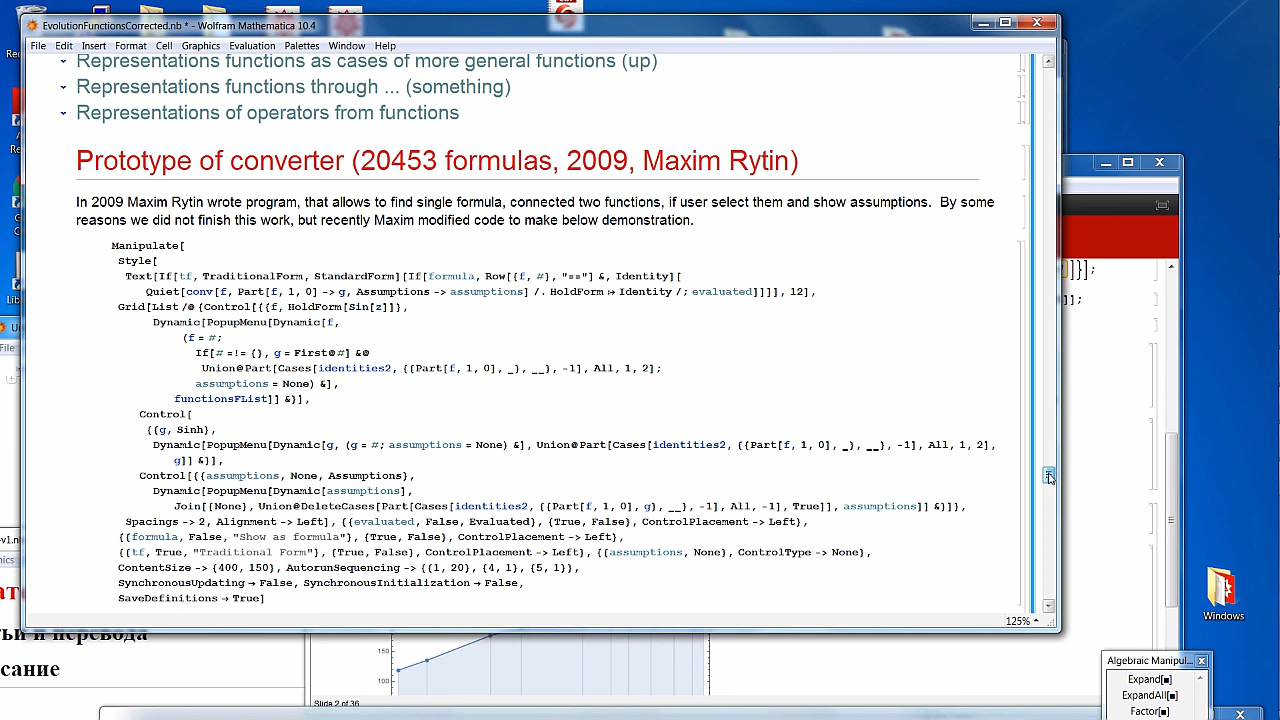 EvolutionFunctionsCorrected.nb * - Wolfram Mathematica 10.4
File Edit Insert Format Cell Graphics Evaluation Palettes Window Help
Representations functions as cases of more general functions (up)
Representations functions through ... (something)
Representations of operators from functions
Prototype of converter (20453 formulas, 2009, Maxim Rytin)
In 2009 Maxim Rytin wrote program, that allows to find single formula, connected two functions, if user select them and show assumptions. By some
reasons we did not finish this work, but recently Maxim modified code to make below demonstration.
Manipulate[
Style[
Text[If[tf, TraditionalForm, StandardForm][If[formula, Row[{f, #}, "=="] &, Identity][
Quiet[conv[f, Part[f, 1, 0] -> g, Assumptions -> assumptions] /. HoldForm :> Identity /; evaluated]]]], 12],
Grid[List /@ {Control[{{f, HoldForm[Sin[z]]},
Dynamic[PopupMenu[Dynamic[f,
(f = #;
If[# =!= {}, g = First@#] &@
Union@Part[Cases[identities2, {{Part[f, 1, 0], _}, __}, -1], All, 1, 2];
assumptions = None) &],
functionsFList]] &}],
Control[
{{g, Sinh},
Dynamic[PopupMenu[Dynamic[g, (g = #; assumptions = None) &], Union@Part[Cases[identities2, {{Part[f, 1, 0], _}, __}, -1], All, 1, 2],
g]] &}],
Control[{{assumptions, None, Assumptions},
Dynamic[PopupMenu[Dynamic[assumptions],
Join[{None}, Union@DeleteCases[Part[Cases[identities2, {{Part[f, 1, 0], g}, __}, -1], All, -1], True]], assumptions]] &}]},
Spacings -> 2, Alignment -> Left], {{evaluated, False, Evaluated}, {True, False}, ControlPlacement -> Left},
{{formula, False, "Show as formula"}, {True, False}, ControlPlacement -> Left},
{{tf, True, "Traditional Form"}, {True, False}, ControlPlacement -> Left}, {{assumptions, None}, ControlType -> None},
ContentSize -> {400, 150}, AutorunSequencing -> {{1, 20}, {4, 1}, {5, 1}},
SynchronousUpdating → False, SynchronousInitialization → False,
SaveDefinitions → True]
125%
Windows
File
-v1.nb
сание
150
100
Slide 2 of 36
Algebraic Manipul...
Expand[■]
ExpandAll[■]
Factor[■]